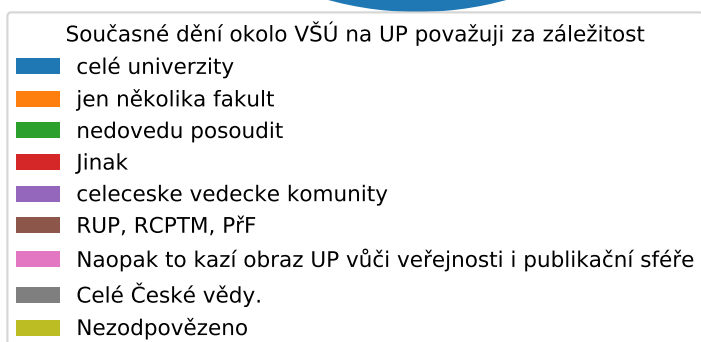 Současné dění okolo VŠÚ na UP považuji za záležitost
celé univerzity
jen několika fakult
nedovedu posoudit
Jinak
celeceske vedecke komunity
RUP, RCPTM, PřF
Naopak to kazí obraz UP vůči veřejnosti i publikační sféře
Celé České vědy.
Nezodpovězeno